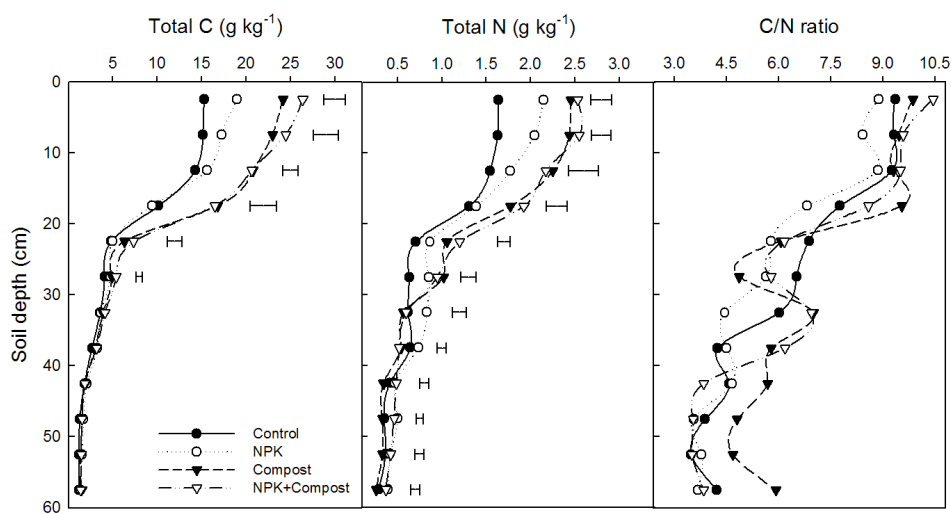 Total C (g kg⁻¹) Total N (g kg⁻¹) C/N ratio
5 10 15 20 25 30 0.5 1.0 1.5 2.0 2.5 3.0 3.0 4.5 6.0 7.5 9.0 10.5
0
10
20
30
40
50
60
Soil depth (cm)
Control
NPK
Compost
NPK+Compost